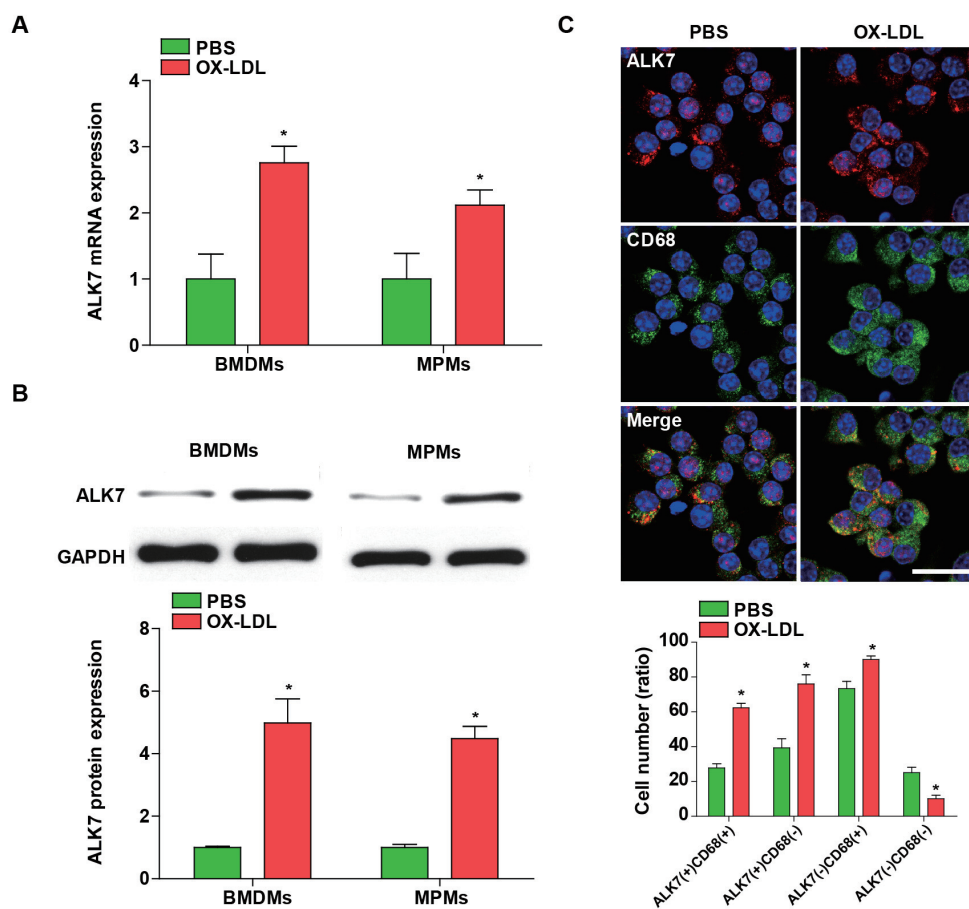 A
PBS
OX-LDL
ALK7 mRNA expression
4
3
2
1
0
*
*
BMDMs
MPMs
B
BMDMs
MPMs
ALK7
GAPDH
PBS
OX-LDL
ALK7 protein expression
8
6
4
2
0
*
*
BMDMs
MPMs
C
PBS
OX-LDL
ALK7
CD68
Merge
PBS
OX-LDL
Cell number (ratio)
100
80
60
40
20
0
*
*
*
*
ALK7(+)CD68(+)
ALK7(+)CD68(-)
ALK7(-)CD68(+)
ALK7(-)CD68(-)